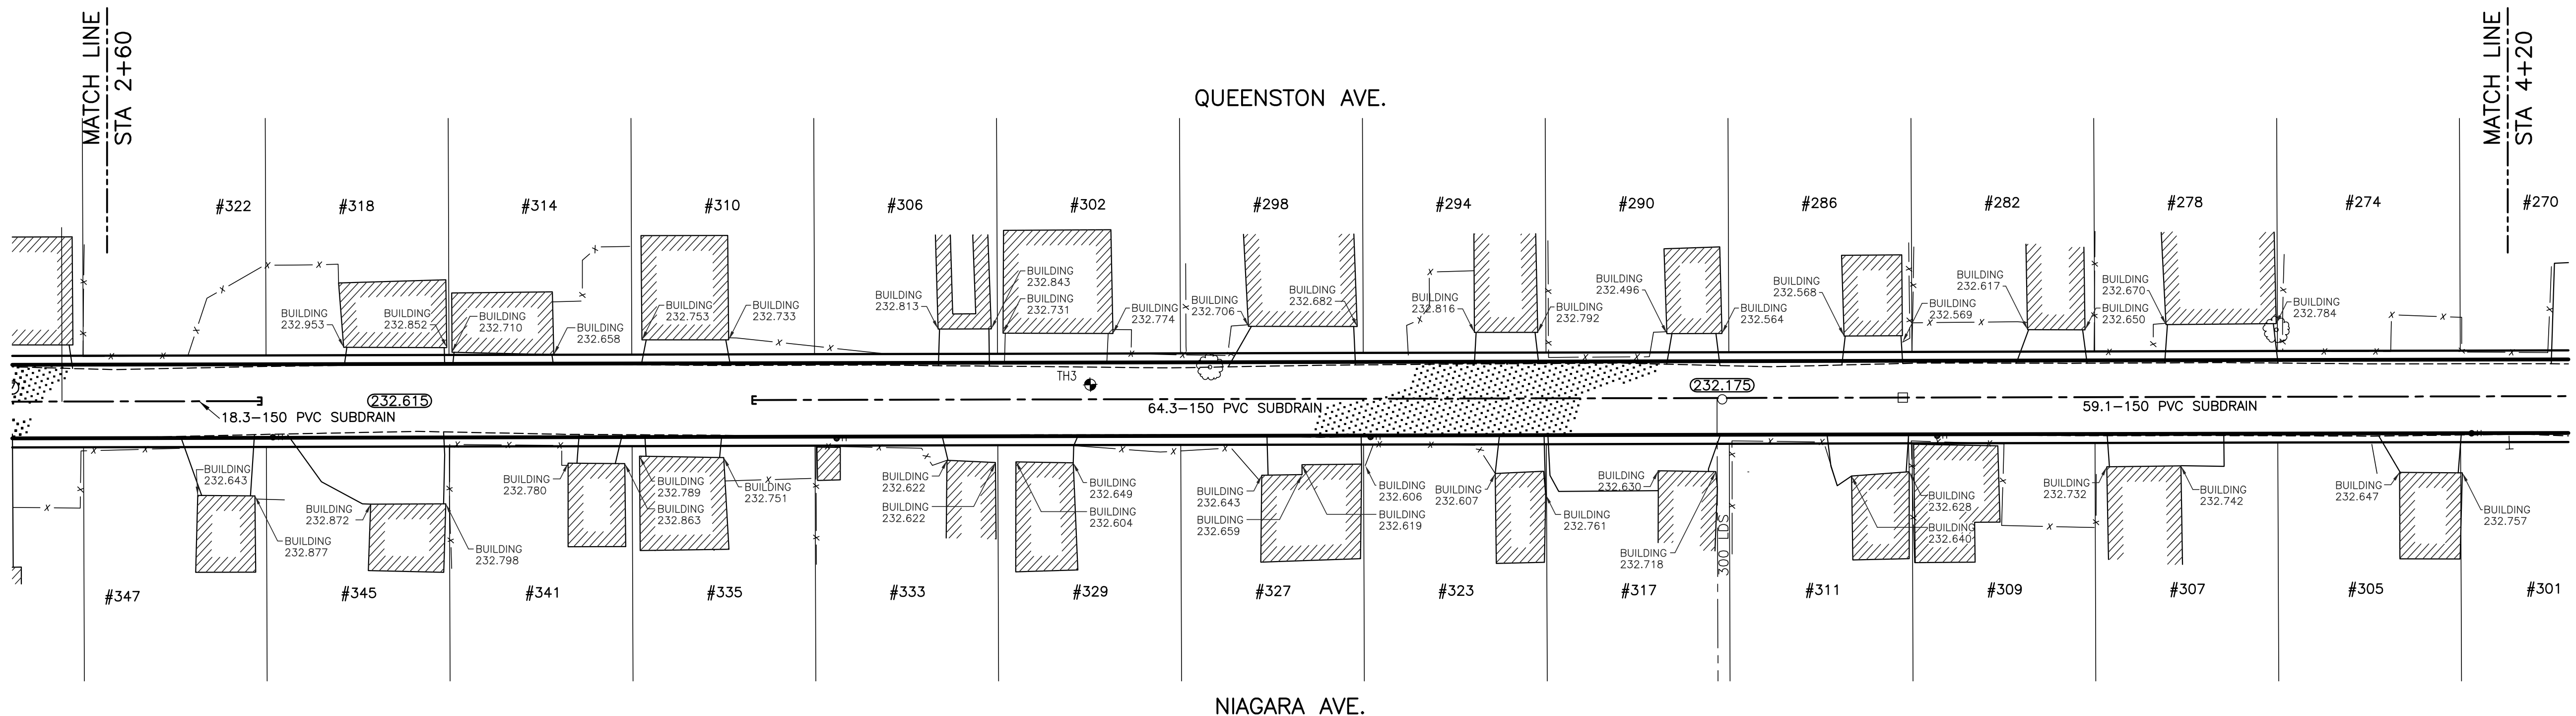 MATCH LINE
STA 2+60
QUEENSTON AVE.
MATCH LINE
STA 4+20
#322
#318
#314
#310
#306
#302
#298
#294
#290
#286
#282
#278
#274
#270
BUILDING
232.953
BUILDING
232.852
BUILDING
232.710
BUILDING
232.658
BUILDING
232.753
BUILDING
232.733
BUILDING
232.813
BUILDING
232.843
BUILDING
232.731
BUILDING
232.774
BUILDING
232.706
BUILDING
232.682
BUILDING
232.816
BUILDING
232.792
BUILDING
232.496
BUILDING
232.564
BUILDING
232.568
BUILDING
232.569
BUILDING
232.617
BUILDING
232.650
BUILDING
232.670
BUILDING
232.784
TH3
232.615
232.175
18.3-150 PVC SUBDRAIN
64.3-150 PVC SUBDRAIN
59.1-150 PVC SUBDRAIN
BUILDING
232.643
BUILDING
232.877
BUILDING
232.872
BUILDING
232.798
BUILDING
232.780
BUILDING
232.789
BUILDING
232.863
BUILDING
232.751
BUILDING
232.622
BUILDING
232.622
BUILDING
232.649
BUILDING
232.604
BUILDING
232.643
BUILDING
232.659
BUILDING
232.606
BUILDING
232.619
BUILDING
232.607
BUILDING
232.761
BUILDING
232.630
BUILDING
232.718
300 LDS
BUILDING
232.628
BUILDING
232.640
BUILDING
232.732
BUILDING
232.742
BUILDING
232.647
BUILDING
232.757
#347
#345
#341
#335
#333
#329
#327
#323
#317
#311
#309
#307
#305
#301
NIAGARA AVE.